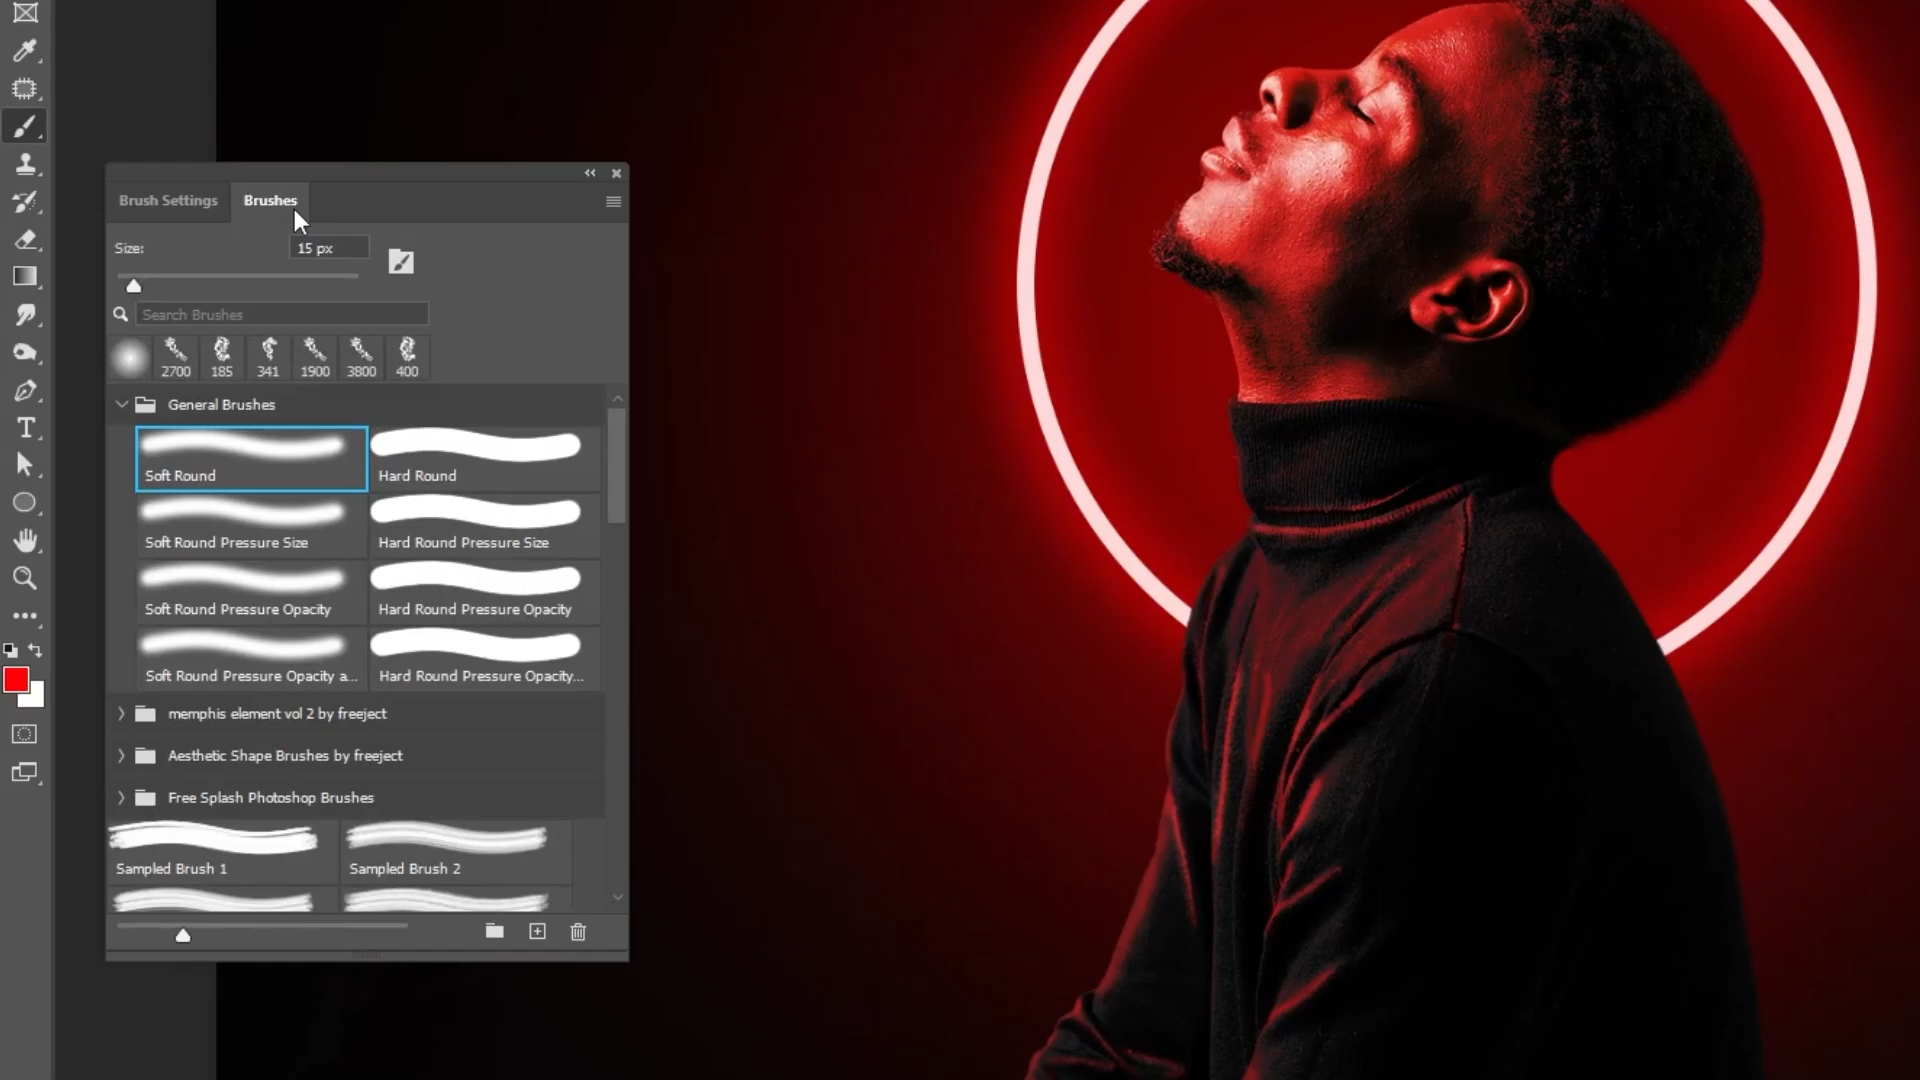 Brush Settings
Brushes
Size:
15 px
Search Brushes
2700
185
341
1900
3800
400
General Brushes
Soft Round
Hard Round
Soft Round Pressure Size
Hard Round Pressure Size
Soft Round Pressure Opacity
Hard Round Pressure Opacity
Soft Round Pressure Opacity a...
Hard Round Pressure Opacity...
memphis element vol 2 by freeject
Aesthetic Shape Brushes by freeject
Free Splash Photoshop Brushes
Sampled Brush 1
Sampled Brush 2